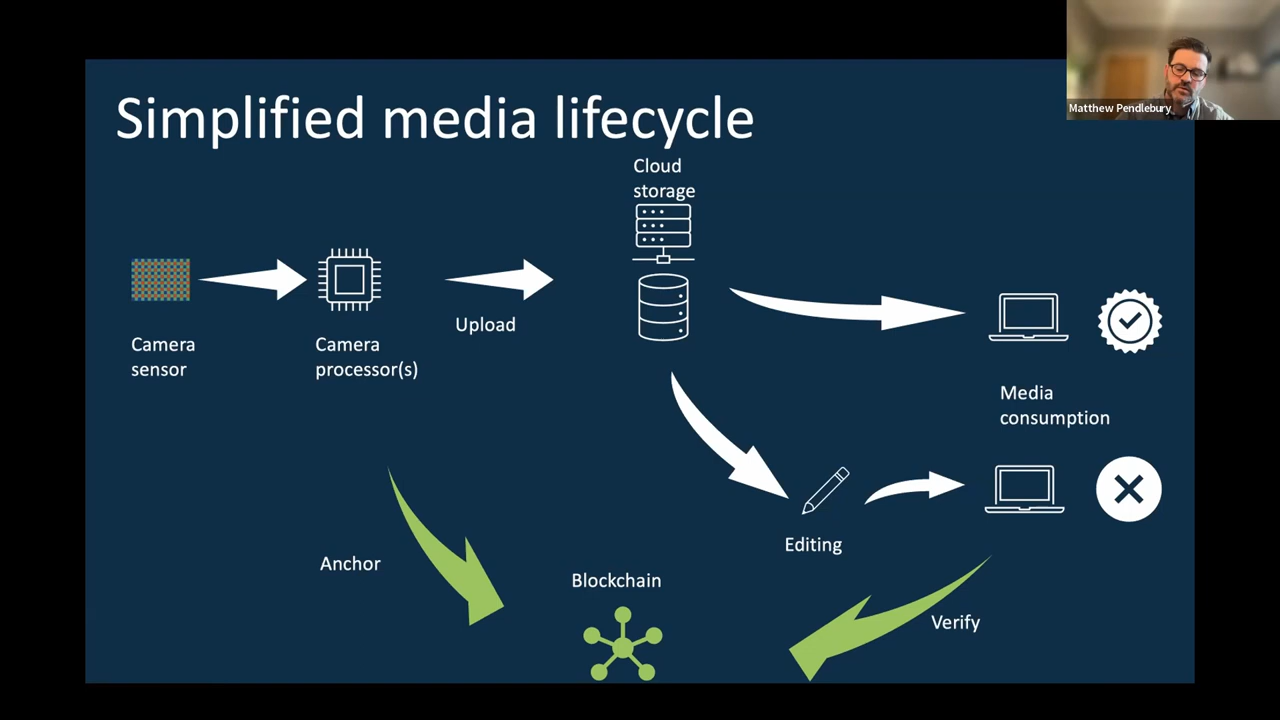 Matthew Pendlebury
Simplified media lifecycle
Cloud
storage
Upload
Camera
sensor
Camera
processor(s)
Media
consumption
Editing
Anchor
Blockchain
Verify